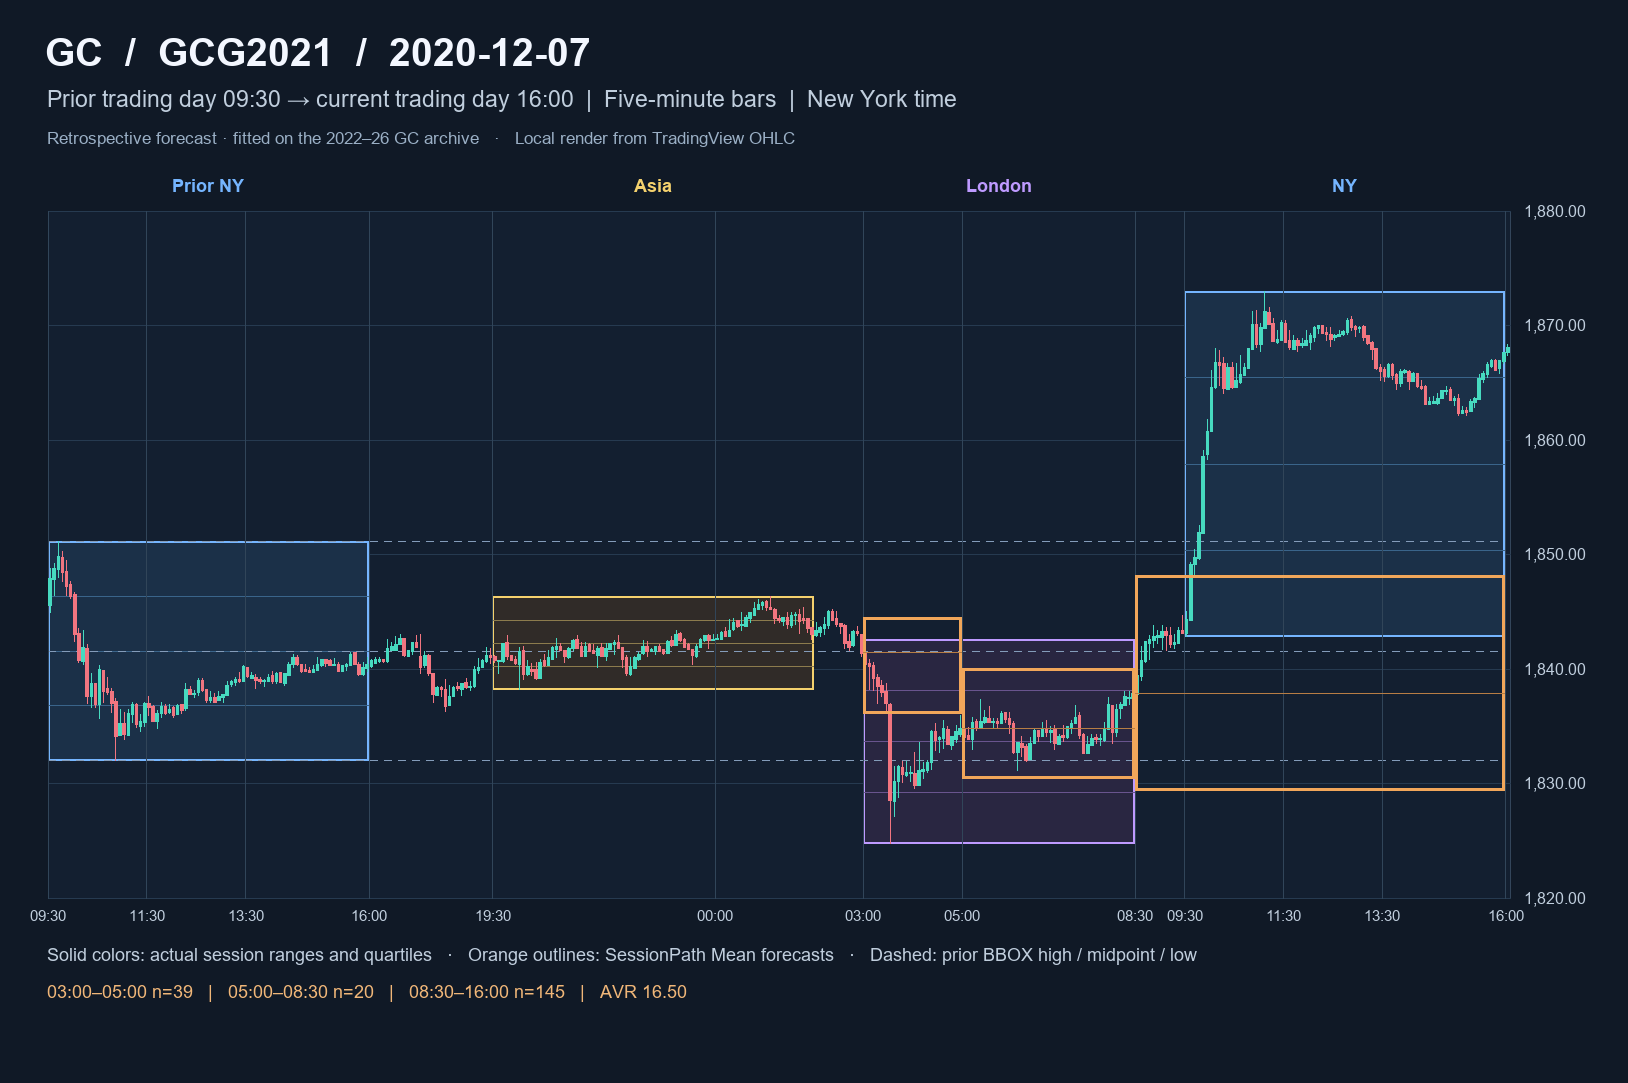 GC / GCG2021 / 2020-12-07
Prior trading day 09:30 → current trading day 16:00 | Five-minute bars | New York time
Retrospective forecast · fitted on the 2022–26 GC archive · Local render from TradingView OHLC
Prior NY Asia London NY
1,880.00
1,870.00
1,860.00
1,850.00
1,840.00
1,830.00
1,820.00
09:30 11:30 13:30 16:00 19:30 00:00 03:00 05:00 08:30 09:30 11:30 13:30 16:00
Solid colors: actual session ranges and quartiles · Orange outlines: SessionPath Mean forecasts · Dashed: prior BBOX high / midpoint / low
03:00–05:00 n=39 | 05:00–08:30 n=20 | 08:30–16:00 n=145 | AVR 16.50